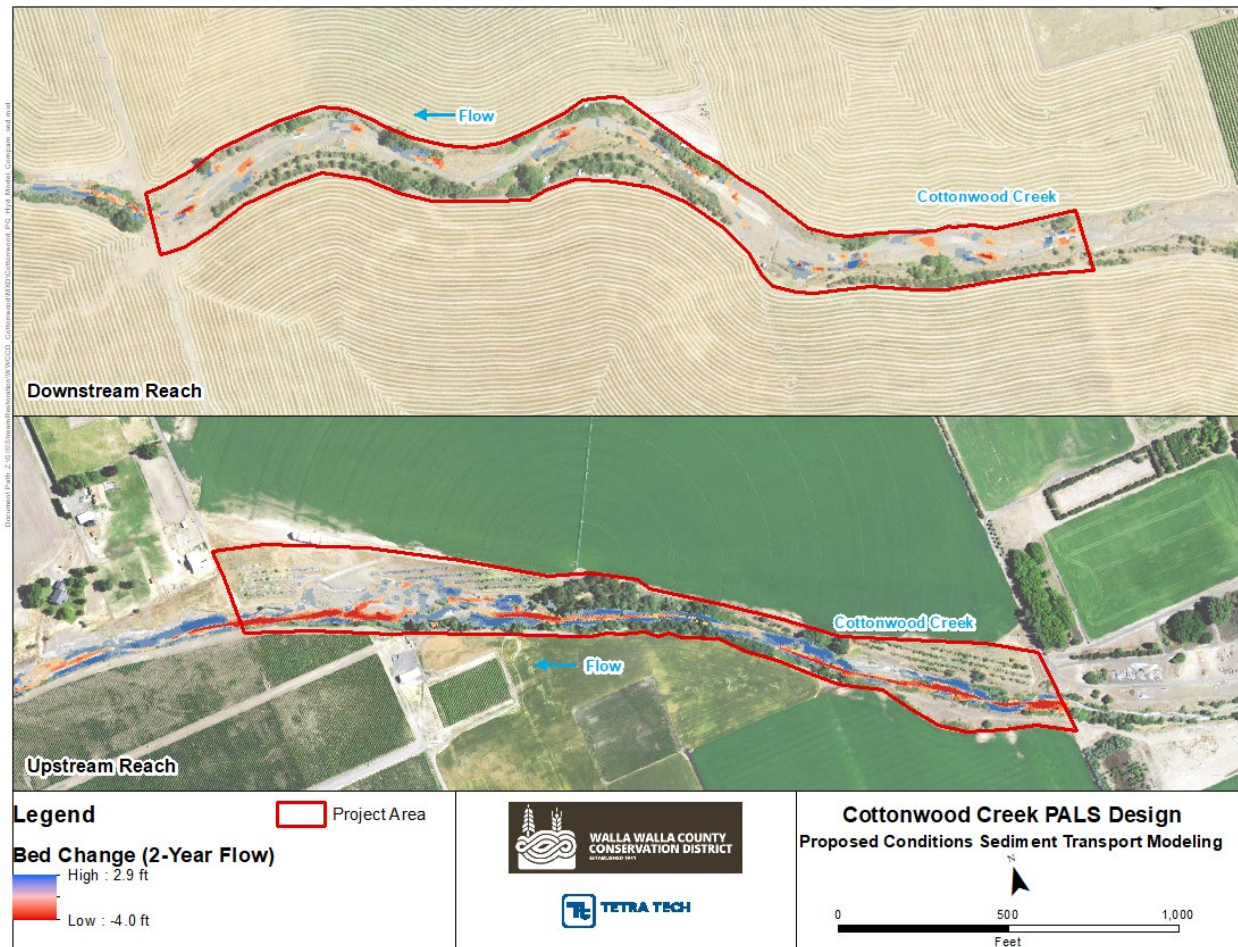 Flow
Cottonwood Creek
Downstream Reach
Cottonwood Creek
Flow
Upstream Reach
Legend
Project Area
Bed Change (2-Year Flow)
High : 2.9 ft
Low : -4.0 ft
WALLA WALLA COUNTY
CONSERVATION DISTRICT
ESTABLISHED 1941
TETRA TECH
Cottonwood Creek PALS Design
Proposed Conditions Sediment Transport Modeling
N
0 500 1,000
Feet